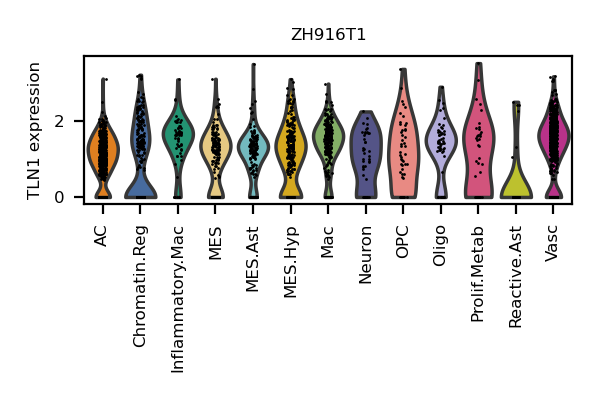 ZH916T1
TLN1 expression
2
0
AC
Chromatin.Reg
Inflammatory.Mac
MES
MES.Ast
MES.Hyp
Mac
Neuron
OPC
Oligo
Prolif.Metab
Reactive.Ast
Vasc